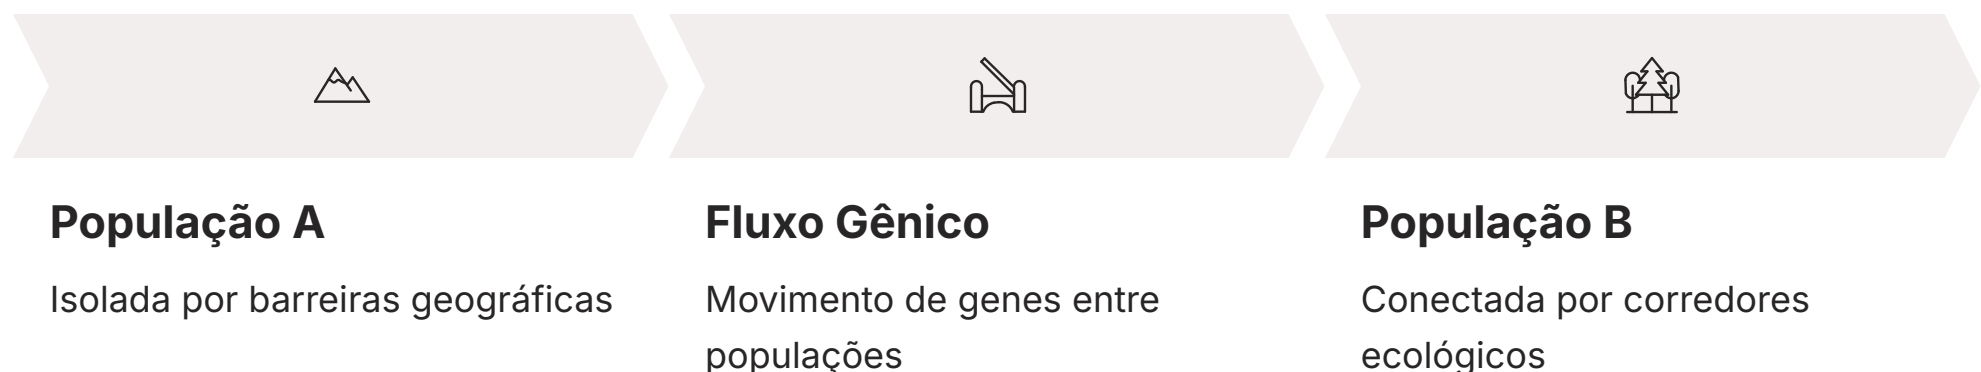 População A
Isolada por barreiras geográficas
Fluxo Gênico
Movimento de genes entre
populações
População B
Conectada por corredores
ecológicos